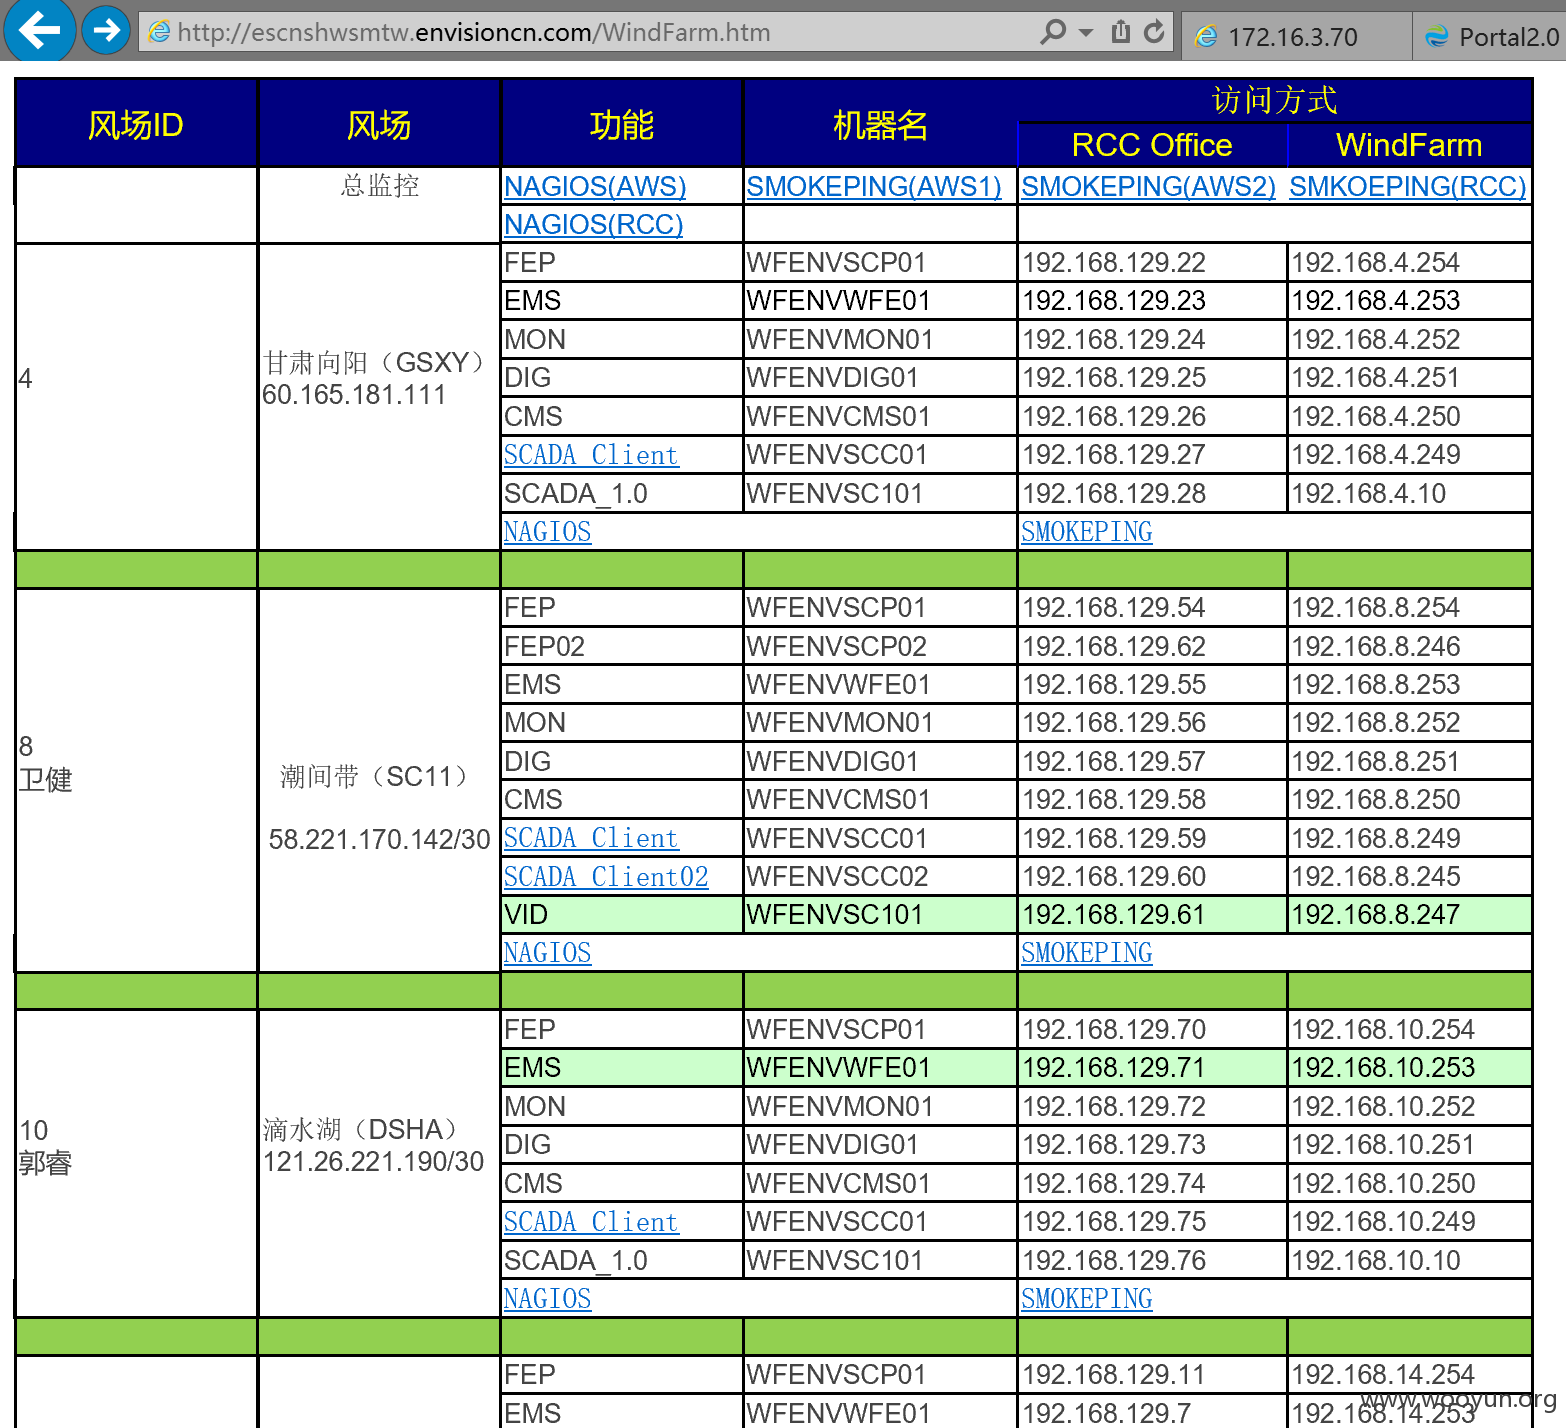 http://escnshwsmtw.envisioncn.com/WindFarm.htm
172.16.3.70
Portal2.0
风场ID 风场 功能 机器名 访问方式
RCC Office WindFarm
总监控 NAGIOS(AWS) SMOKEPING(AWS1) SMOKEPING(AWS2) SMKOEPING(RCC)
NAGIOS(RCC)
4
甘肃向阳（GSXY）
60.165.181.111
FEP WFENVSCP01 192.168.129.22 192.168.4.254
EMS WFENVWFE01 192.168.129.23 192.168.4.253
MON WFENVMON01 192.168.129.24 192.168.4.252
DIG WFENVDIG01 192.168.129.25 192.168.4.251
CMS WFENVCMS01 192.168.129.26 192.168.4.250
SCADA Client WFENVSCC01 192.168.129.27 192.168.4.249
SCADA_1.0 WFENVSC101 192.168.129.28 192.168.4.10
NAGIOS SMOKEPING
8
卫健
潮间带（SC11）
58.221.170.142/30
FEP WFENVSCP01 192.168.129.54 192.168.8.254
FEP02 WFENVSCP02 192.168.129.62 192.168.8.246
EMS WFENVWFE01 192.168.129.55 192.168.8.253
MON WFENVMON01 192.168.129.56 192.168.8.252
DIG WFENVDIG01 192.168.129.57 192.168.8.251
CMS WFENVCMS01 192.168.129.58 192.168.8.250
SCADA Client WFENVSCC01 192.168.129.59 192.168.8.249
SCADA Client02 WFENVSCC02 192.168.129.60 192.168.8.245
VID WFENVSC101 192.168.129.61 192.168.8.247
NAGIOS SMOKEPING
10
郭睿
滴水湖（DSHA）
121.26.221.190/30
FEP WFENVSCP01 192.168.129.70 192.168.10.254
EMS WFENVWFE01 192.168.129.71 192.168.10.253
MON WFENVMON01 192.168.129.72 192.168.10.252
DIG WFENVDIG01 192.168.129.73 192.168.10.251
CMS WFENVCMS01 192.168.129.74 192.168.10.250
SCADA Client WFENVSCC01 192.168.129.75 192.168.10.249
SCADA_1.0 WFENVSC101 192.168.129.76 192.168.10.10
NAGIOS SMOKEPING
FEP WFENVSCP01 192.168.129.11 192.168.14.254
EMS WFENVWFE01 192.168.129.7 192.168.14.253
www.wooyun.org